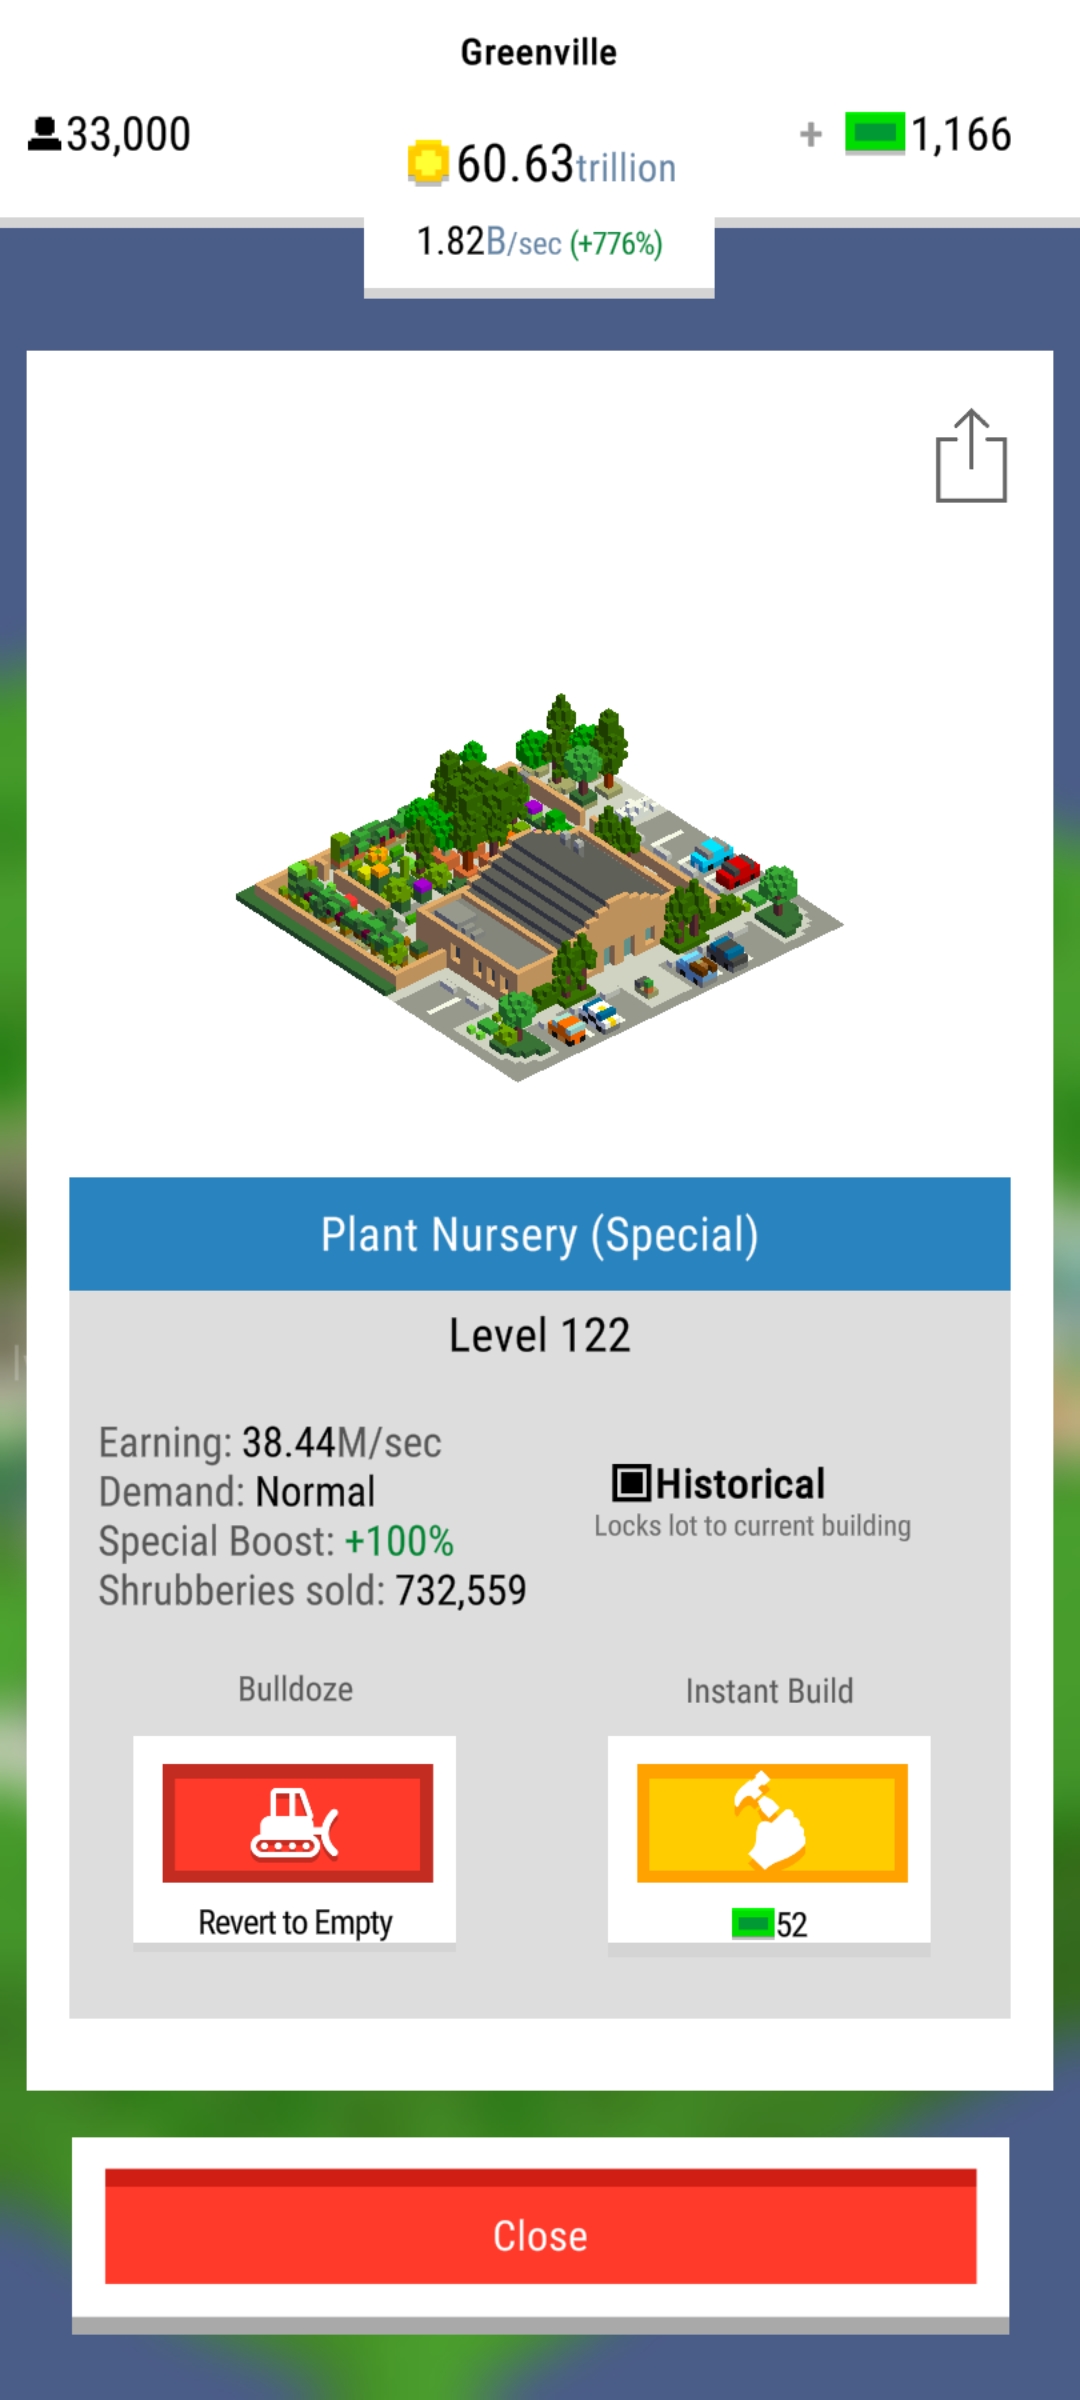 Greenville
33,000
60.63trillion
+ 1,166
1.82B/sec (+776%)
Plant Nursery (Special)
Level 122
Earning: 38.44M/sec
Demand: Normal
Special Boost: +100%
Shrubberies sold: 732,559
Historical
Locks lot to current building
Bulldoze
Revert to Empty
Instant Build
52
Close